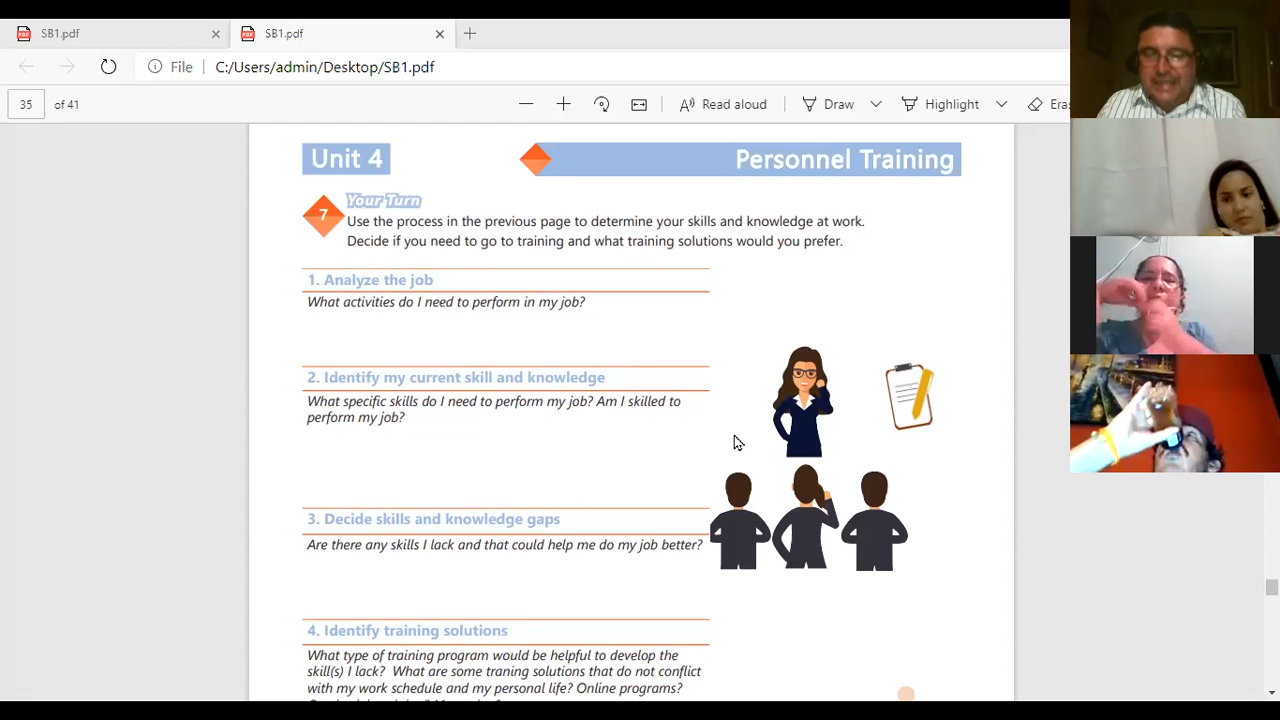 SB1.pdf
SB1.pdf
File C:/Users/admin/Desktop/SB1.pdf
35 of 41
Read aloud
Draw
Highlight
Unit 4
Personnel Training
7
Your Turn
Use the process in the previous page to determine your skills and knowledge at work.
Decide if you need to go to training and what training solutions would you prefer.
1. Analyze the job
What activities do I need to perform in my job?
2. Identify my current skill and knowledge
What specific skills do I need to perform my job? Am I skilled to
perform my job?
3. Decide skills and knowledge gaps
Are there any skills I lack and that could help me do my job better?
4. Identify training solutions
What type of training program would be helpful to develop the
skill(s) I lack? What are some traning solutions that do not conflict
with my work schedule and my personal life? Online programs?